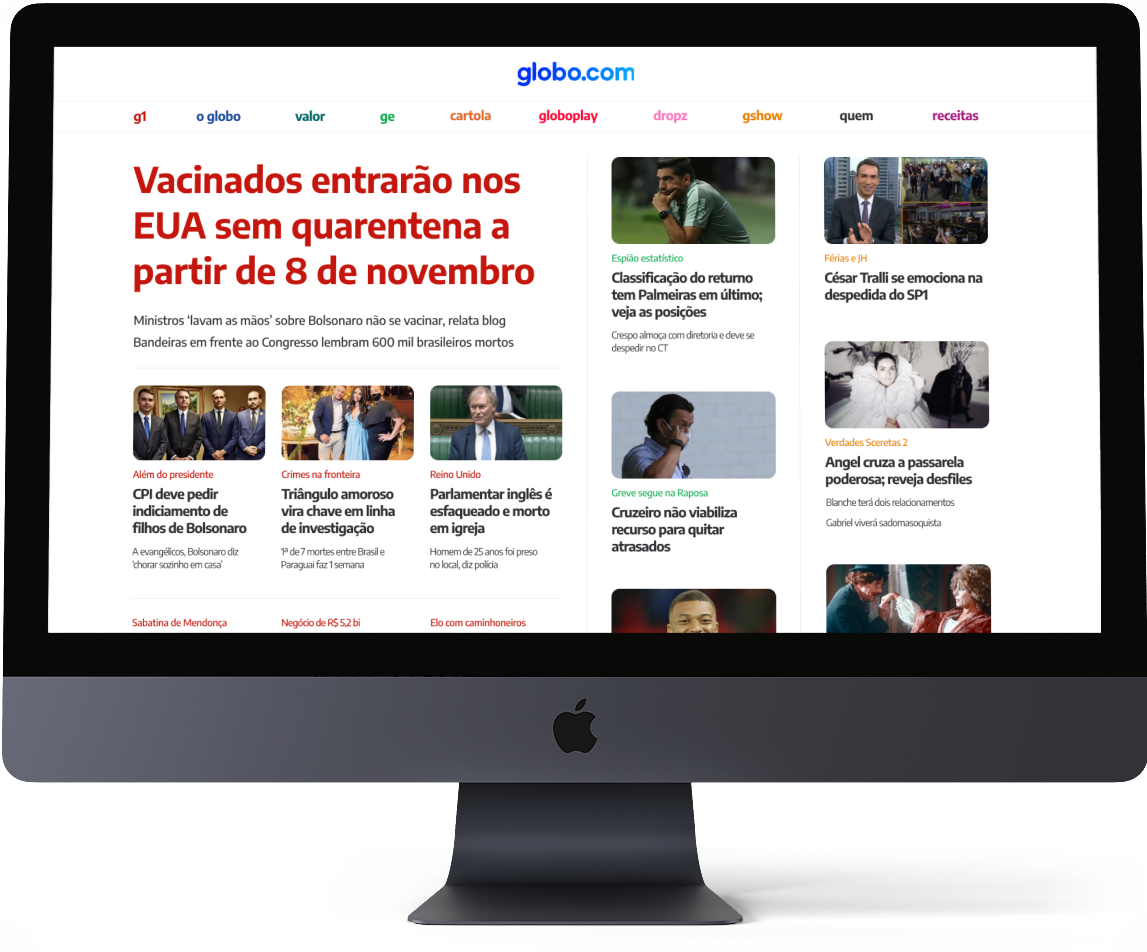 globo.com
g1 o globo valor ge cartola globoplay dropz gshow quem receitas
Vacinados entrarão nos
EUA sem quarentena a
partir de 8 de novembro
Ministros ‘lavam as mãos’ sobre Bolsonaro não se vacinar, relata blog
Bandeiras em frente ao Congresso lembram 600 mil brasileiros mortos
Além do presidente
CPI deve pedir
indiciamento de
filhos de Bolsonaro
A evangélicos, Bolsonaro diz
‘chorar sozinho em casa’
Crimes na fronteira
Triângulo amoroso
vira chave em linha
de investigação
1ª de 7 mortes entre Brasil e
Paraguai faz 1 semana
Reino Unido
Parlamentar inglês é
esfaqueado e morto
em igreja
Homem de 25 anos foi preso
no local, diz polícia
Sabatina de Mendonça
Negócio de R$ 5,2 bi
Elo com caminhoneiros
Espião estatístico
Classificação do returno
tem Palmeiras em último;
veja as posições
Crespo almoça com diretoria e deve se
despedir no CT
Greve segue na Raposa
Cruzeiro não viabiliza
recurso para quitar
atrasados
Férias e JH
César Tralli se emociona na
despedida do SP1
globoplay
Verdades Sceretas 2
Angel cruza a passarela
poderosa; reveja desfiles
Blanche terá dois relacionamentos
Gabriel viverá sadomasoquista